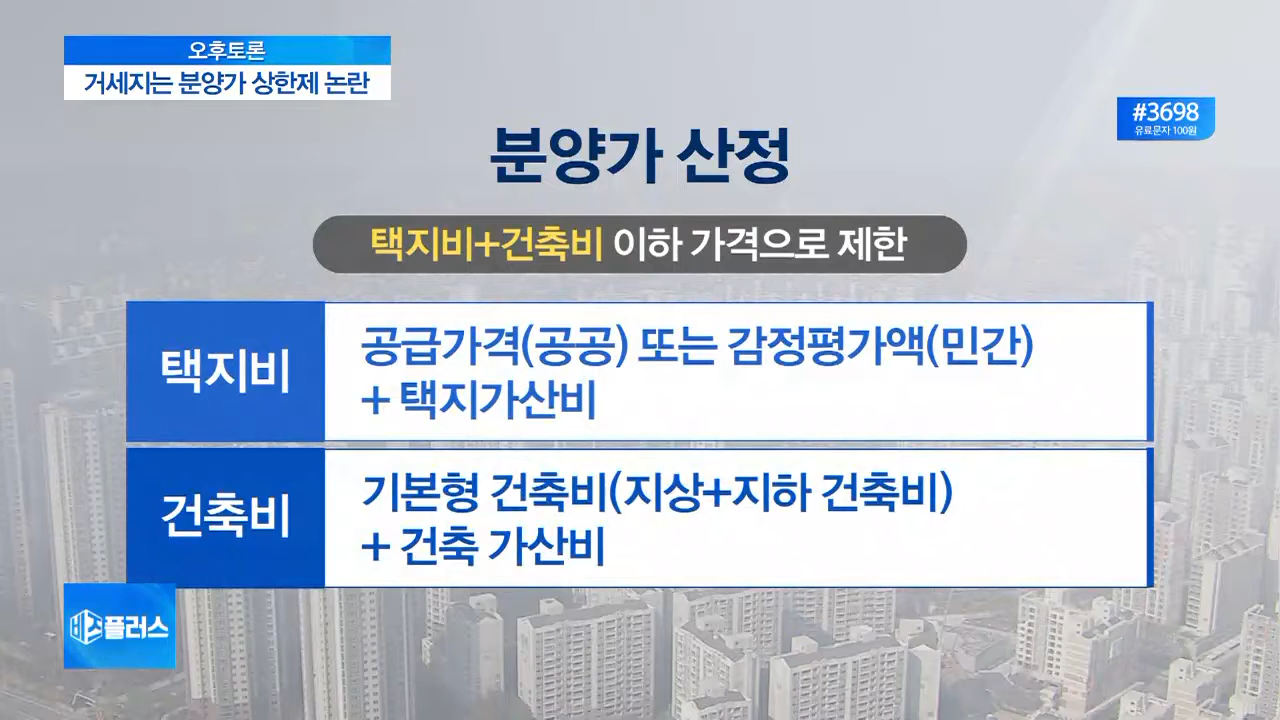 오후토론
거세지는 분양가 상한제 논란
#3698
유료문자 100원
분양가 산정
택지비+건축비 이하 가격으로 제한
택지비
공급가격(공공) 또는 감정평가액(민간)
+ 택지가산비
건축비
기본형 건축비(지상+지하 건축비)
+ 건축 가산비
비즈플러스